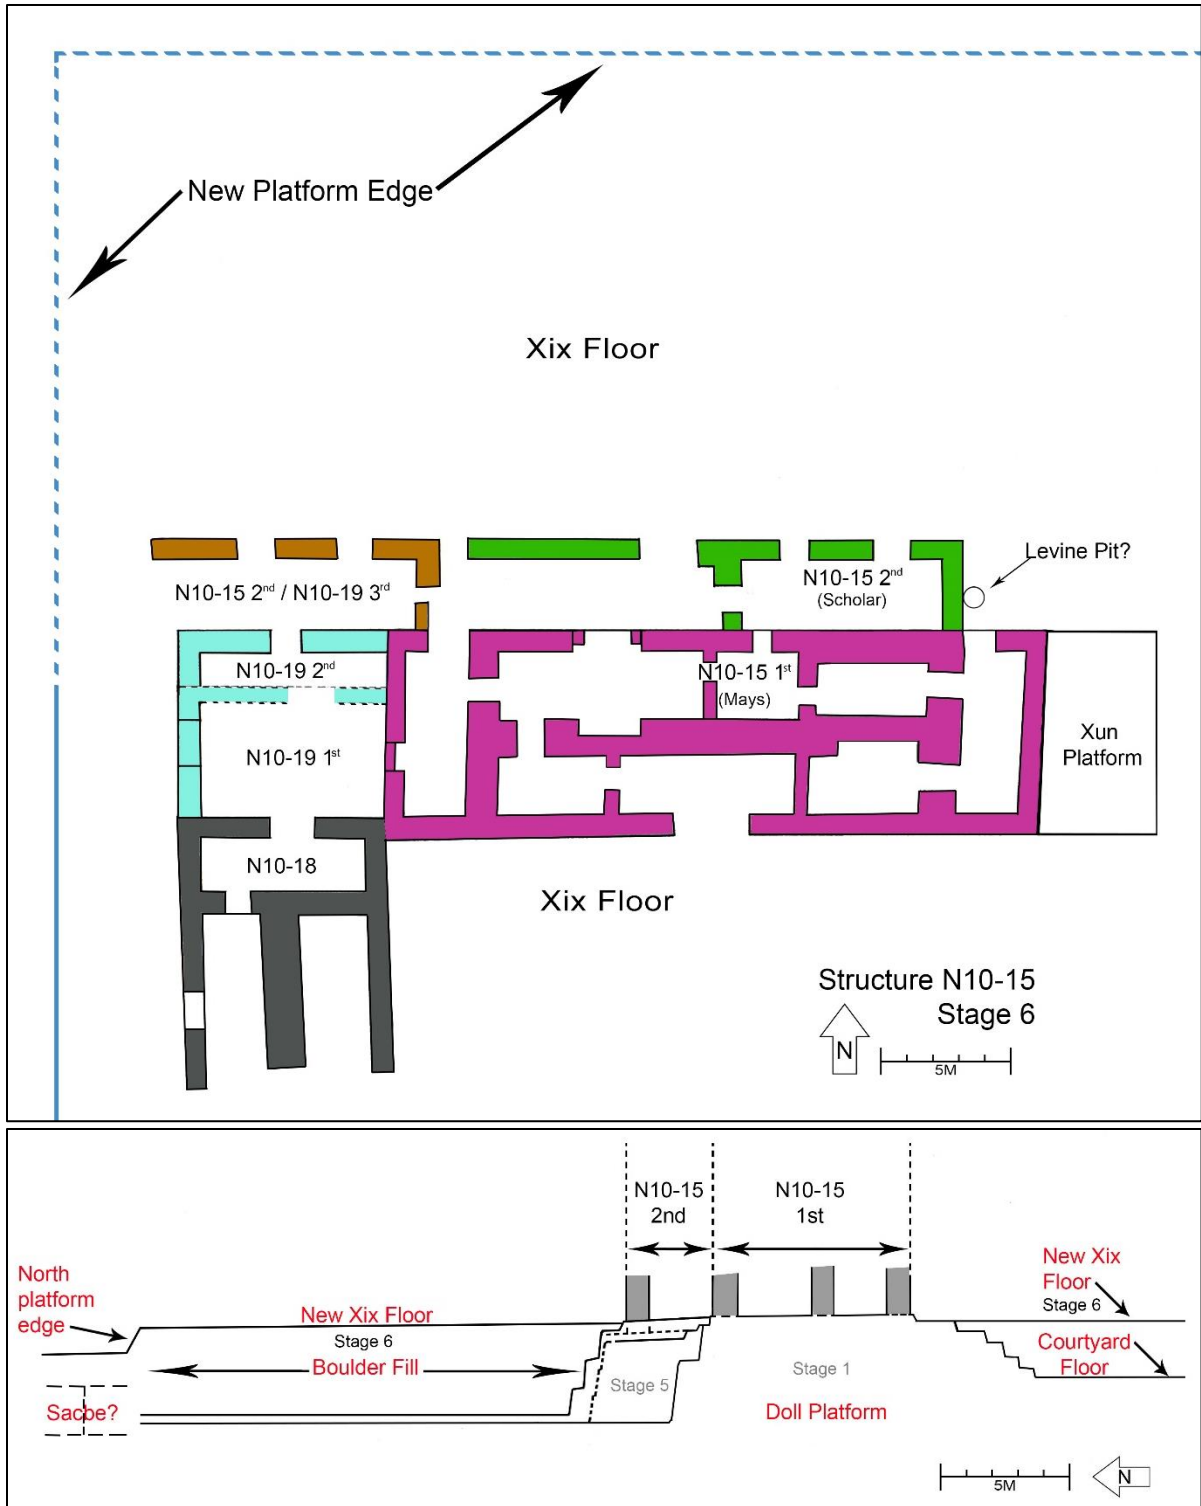 New Platform Edge
Xix Floor
Levine Pit?
N10-15 2nd / N10-19 3rd
N10-15 2nd
(Scholar)
N10-19 2nd
N10-15 1st
(Mays)
N10-19 1st
Xun
Platform
N10-18
Xix Floor
Structure N10-15
Stage 6
N
5M
N10-15
2nd
N10-15
1st
North
platform
edge
New Xix Floor
Stage 6
Boulder Fill
New Xix
Floor
Stage 6
Courtyard
Floor
Sacbe?
Stage 5
Stage 1
Doll Platform
5M
N